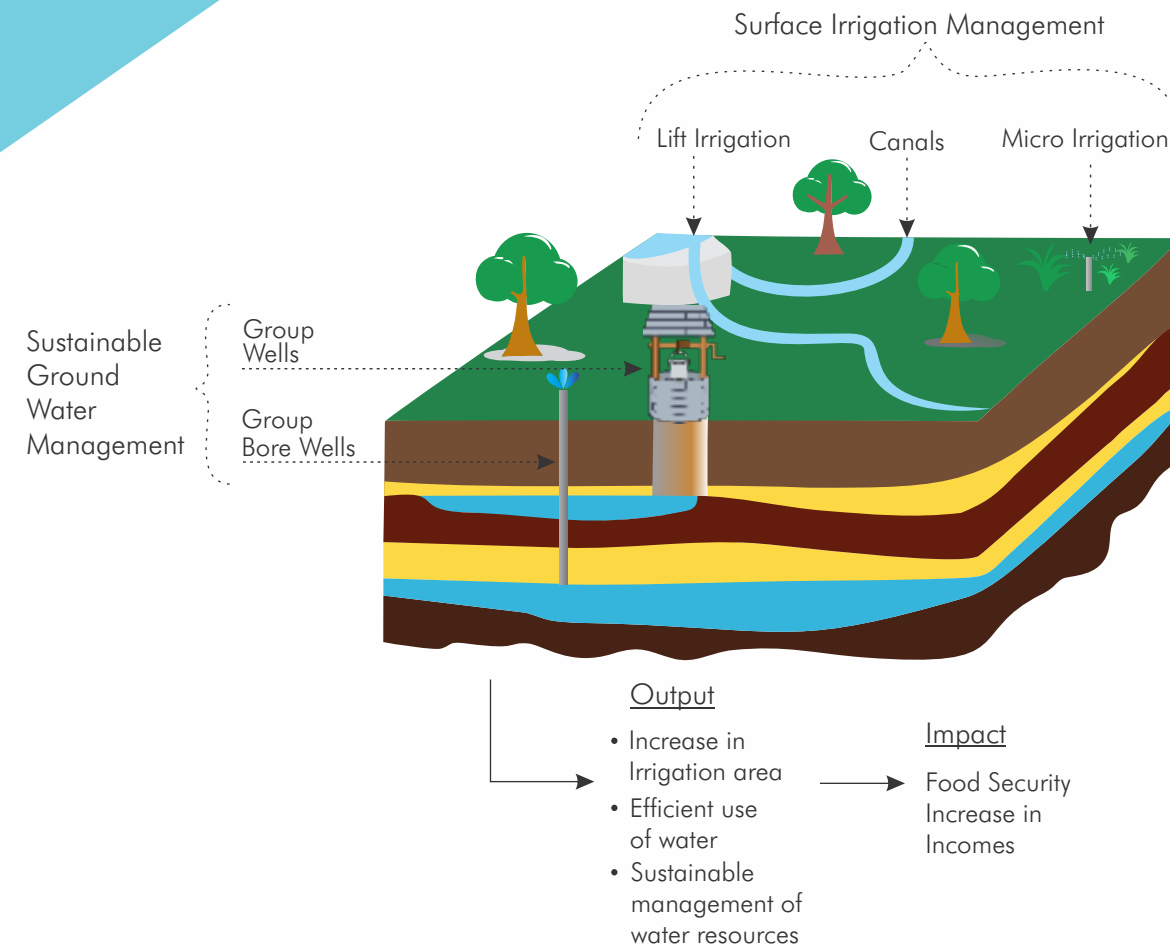 Surface Irrigation Management
Lift Irrigation
Canals
Micro Irrigation
Sustainable
Ground
Water
Management
Group
Wells
Group
Bore Wells
Output
• Increase in
Irrigation area
• Efficient use
of water
• Sustainable
management of
water resources
Impact
Food Security
Increase in
Incomes